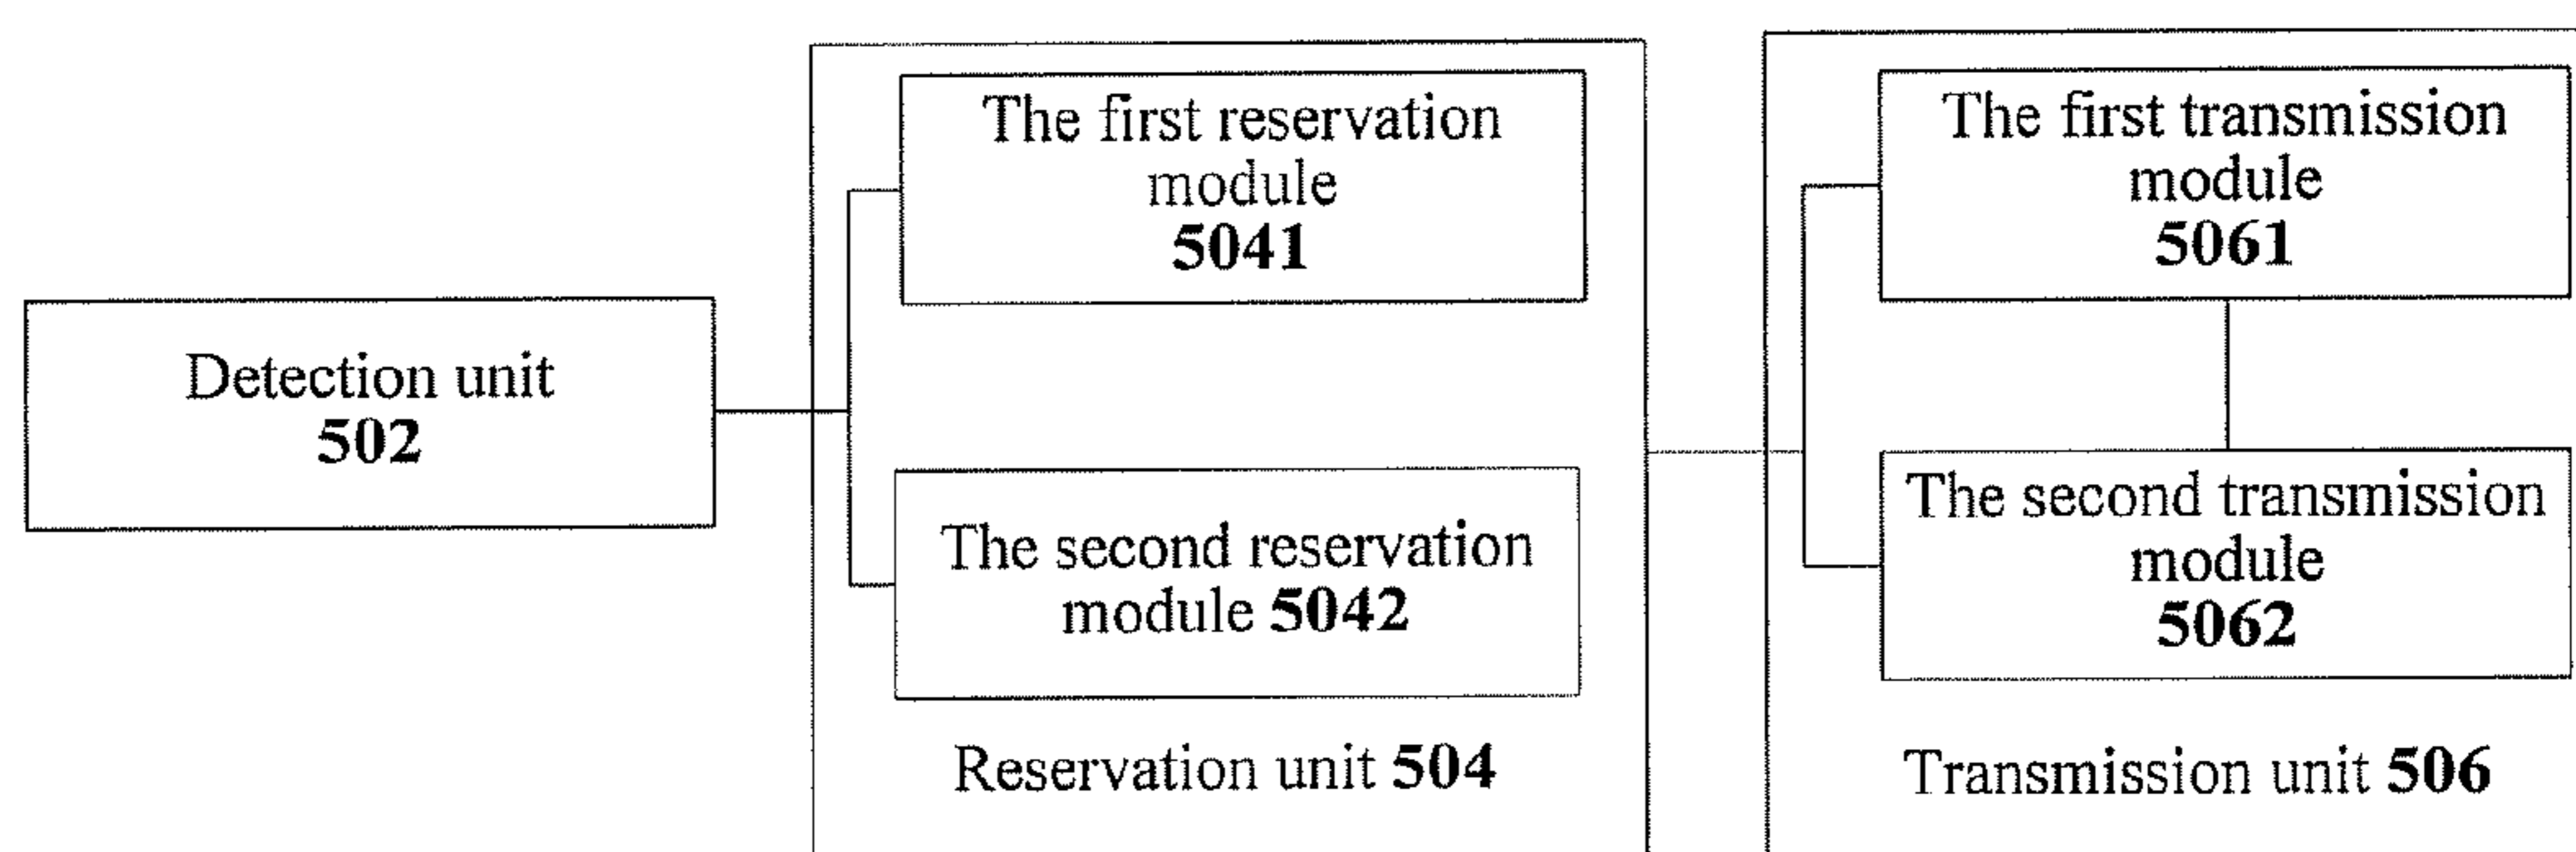 Detection unit
502
The first reservation
module
5041
The second reservation
module 5042
Reservation unit 504
The first transmission
module
5061
The second transmission
module
5062
Transmission unit 506